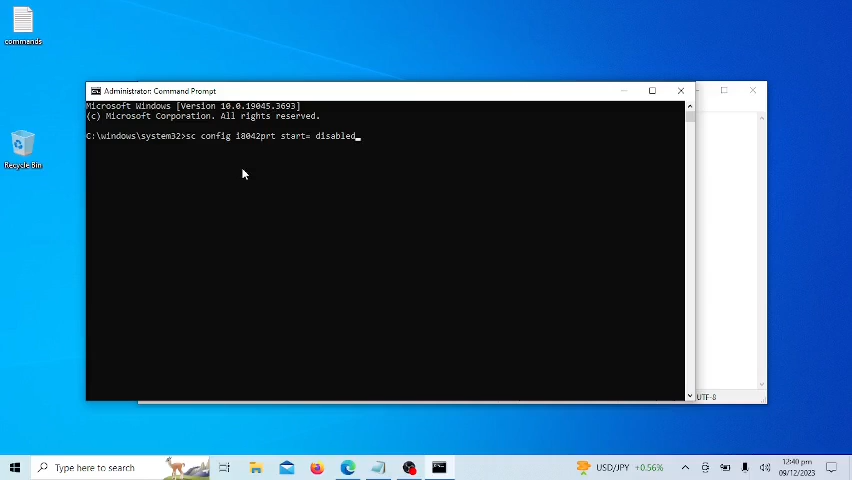 commands
Recycle Bin
Administrator: Command Prompt
Microsoft Windows [Version 10.0.19045.3693]
(c) Microsoft Corporation. All rights reserved.
C:\windows\system32>sc config i8042prt start= disabled_
UTF-8
Type here to search
USD/JPY +0.56%
12:40 pm
09/12/2023